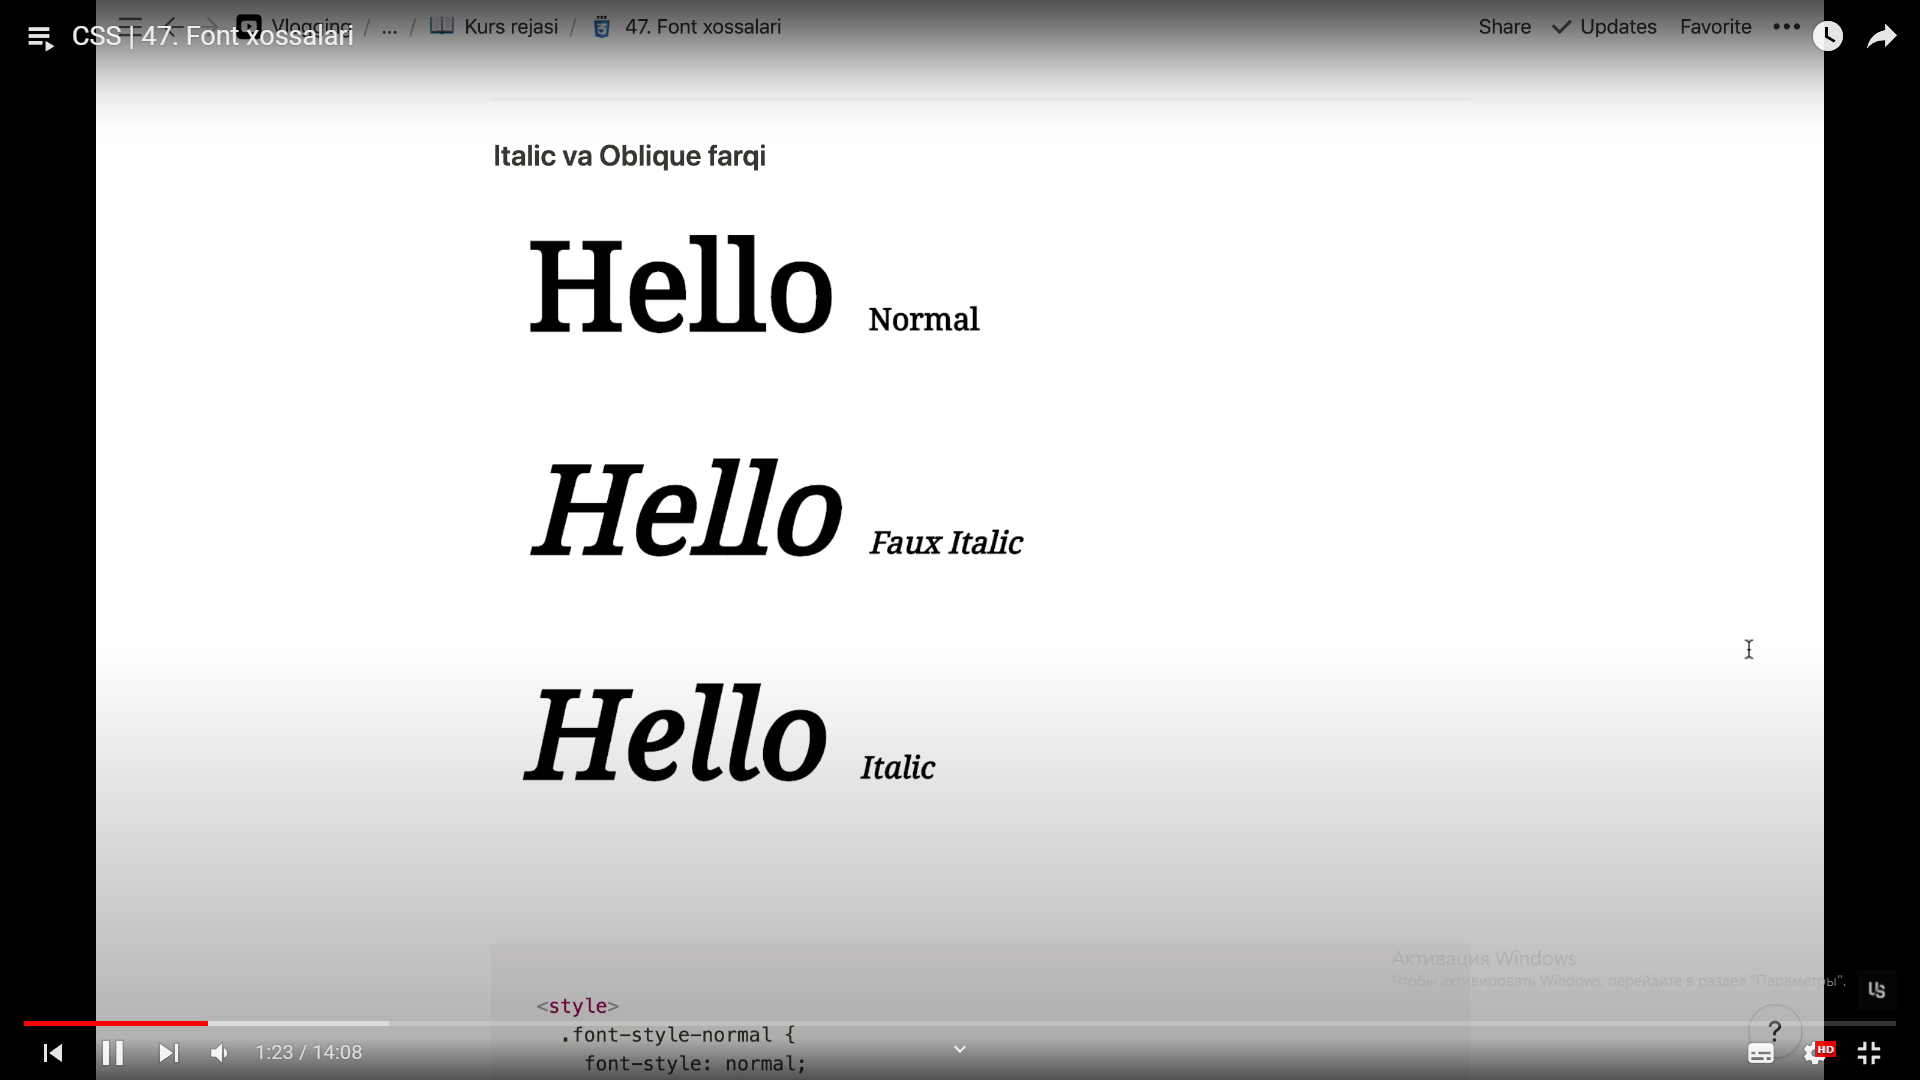 CSS | 47. Font xossalari
Vlogging / ... / Kurs rejasi / 47. Font xossalari
Share Updates Favorite
Italic va Oblique farqi
Hello Normal
Hello Faux Italic
Hello Italic
Активация Windows
Чтобы активировать Windows, перейдите в раздел "Параметры".
<style>
.font-style-normal {
font-style: normal;
?
1:23 / 14:08
HD